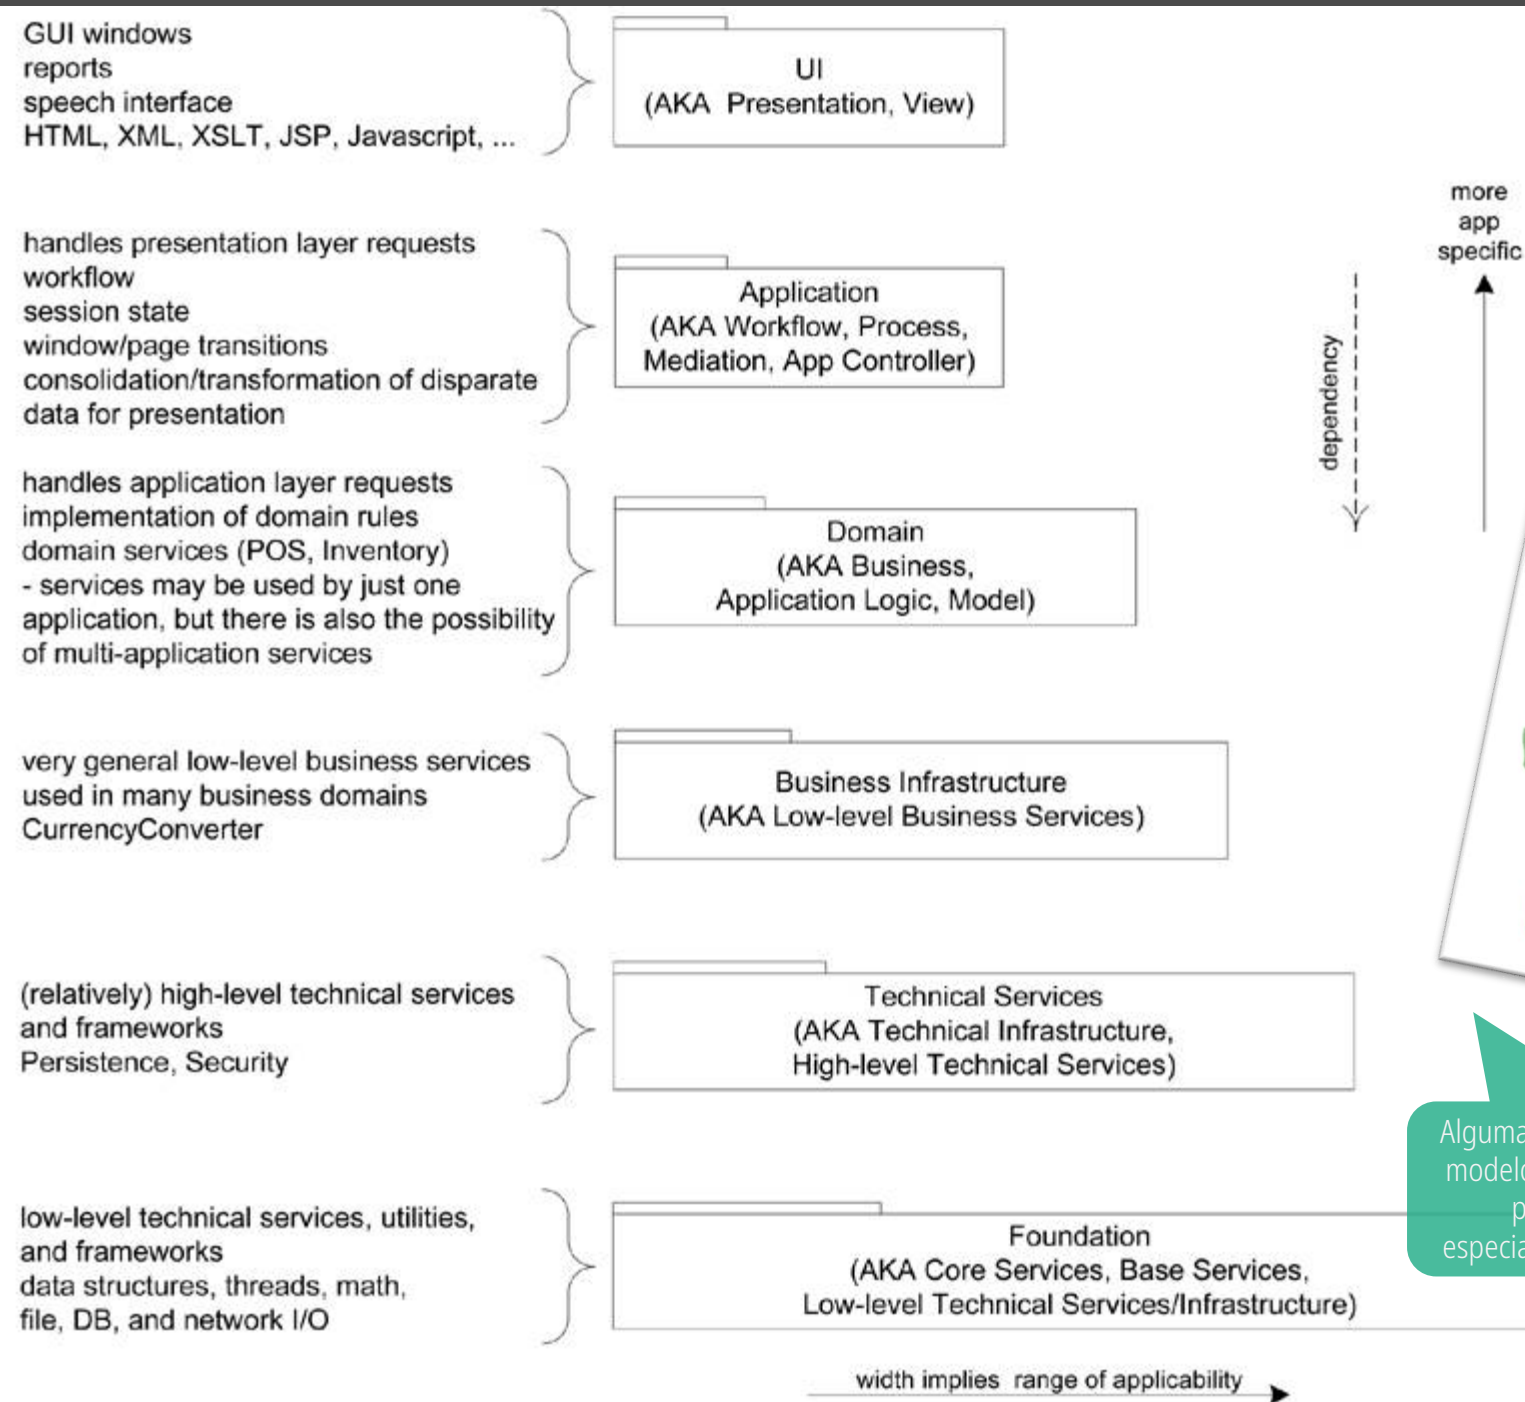 GUI windows
reports
speech interface
HTML, XML, XSLT, JSP, Javascript, ...
UI
(AKA Presentation, View)
handles presentation layer requests
workflow
session state
window/page transitions
consolidation/transformation of disparate
data for presentation
Application
(AKA Workflow, Process,
Mediation, App Controller)
more
app
specific
dependency
handles application layer requests
implementation of domain rules
domain services (POS, Inventory)
- services may be used by just one
application, but there is also the possibility
of multi-application services
Domain
(AKA Business,
Application Logic, Model)
very general low-level business services
used in many business domains
CurrencyConverter
Business Infrastructure
(AKA Low-level Business Services)
(relatively) high-level technical services
and frameworks
Persistence, Security
Technical Services
(AKA Technical Infrastructure,
High-level Technical Services)
low-level technical services, utilities,
and frameworks
data structures, threads, math,
file, DB, and network I/O
Foundation
(AKA Core Services, Base Services,
Low-level Technical Services/Infrastructure)
width implies range of applicability